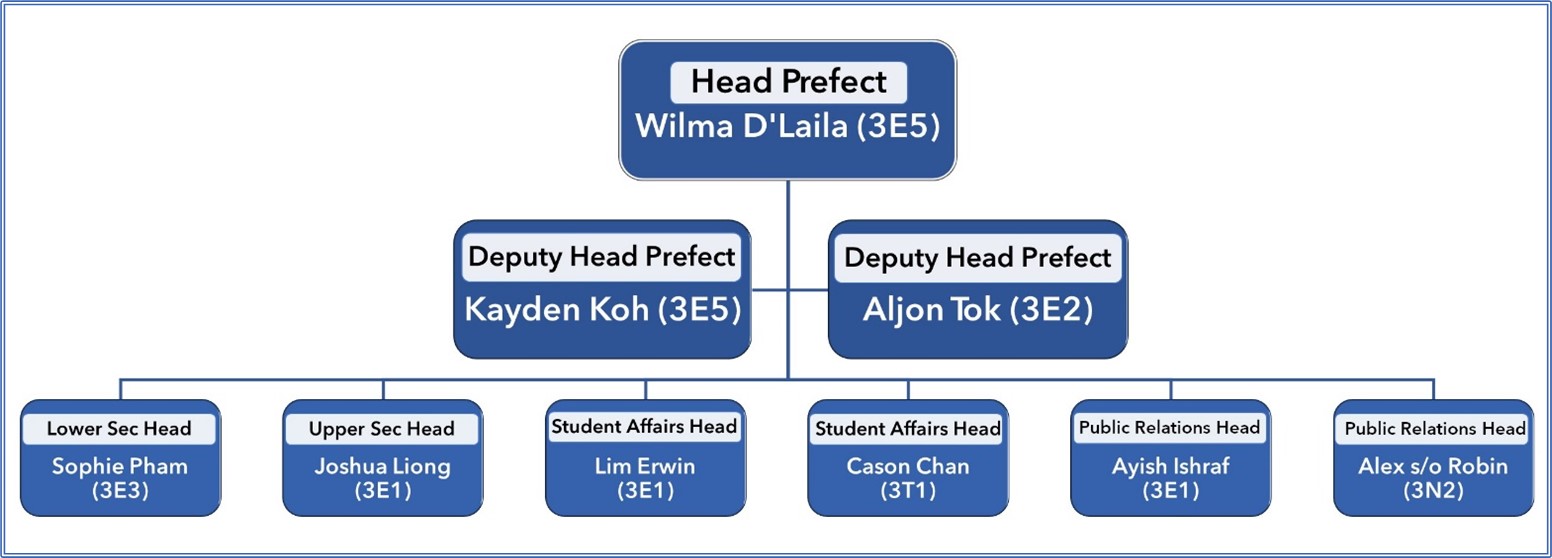 Head Prefect
Wilma D'Laila (3E5)
Deputy Head Prefect
Kayden Koh (3E5)
Deputy Head Prefect
Aljon Tok (3E2)
Lower Sec Head
Sophie Pham
(3E3)
Upper Sec Head
Joshua Liong
(3E1)
Student Affairs Head
Lim Erwin
(3E1)
Student Affairs Head
Cason Chan
(3T1)
Public Relations Head
Ayish Ishraf
(3E1)
Public Relations Head
Alex s/o Robin
(3N2)